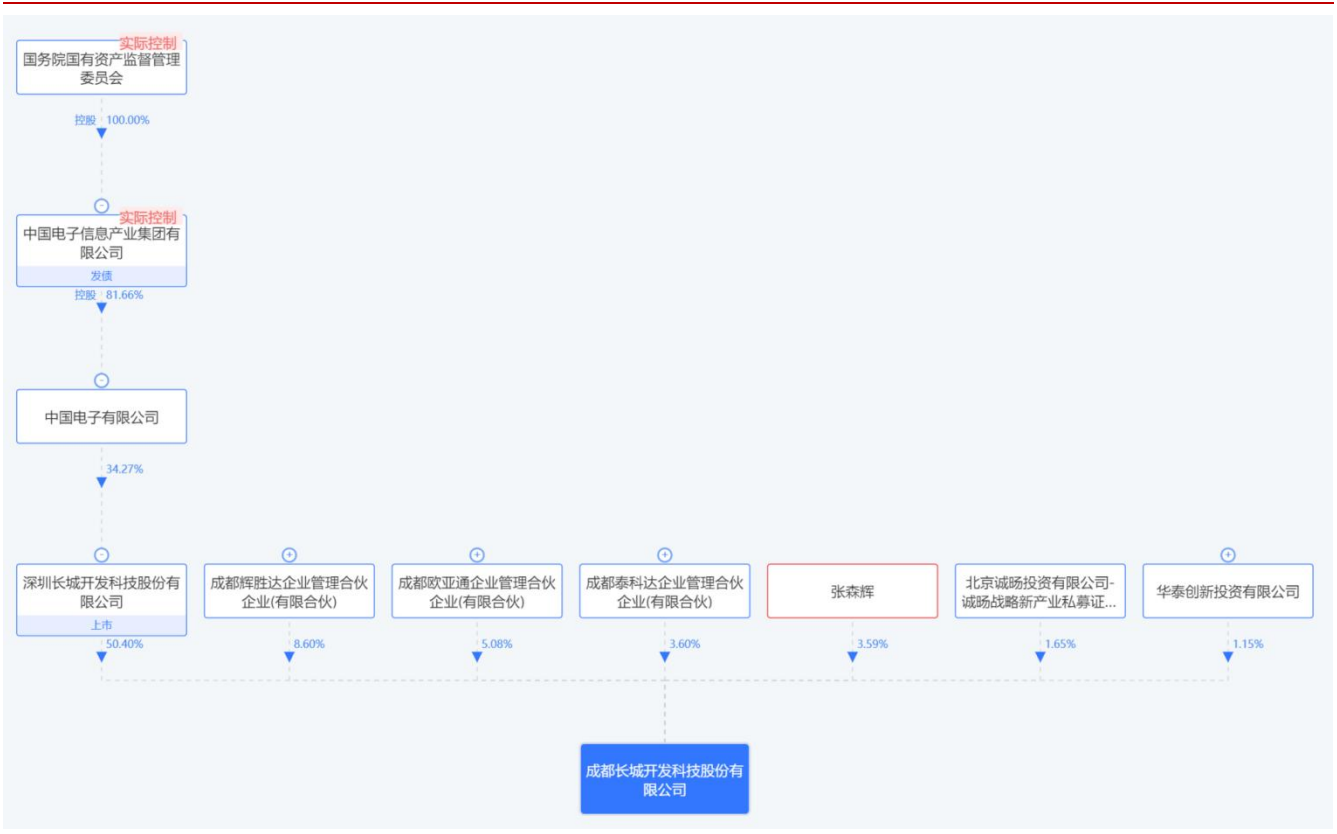 实际控制
国务院国有资产监督管理
委员会
控股 100.00%
实际控制
中国电子信息产业集团有
限公司
发债
控股 81.66%
中国电子有限公司
34.27%
深圳长城开发科技股份有
限公司
上市
50.40%
成都辉胜达企业管理合伙
企业(有限合伙)
8.60%
成都欧亚通企业管理合伙
企业(有限合伙)
5.08%
成都泰科达企业管理合伙
企业(有限合伙)
3.60%
张森辉
3.59%
北京诚旸投资有限公司-
诚旸战略新产业私募证...
1.65%
华泰创新投资有限公司
1.15%
成都长城开发科技股份有
限公司